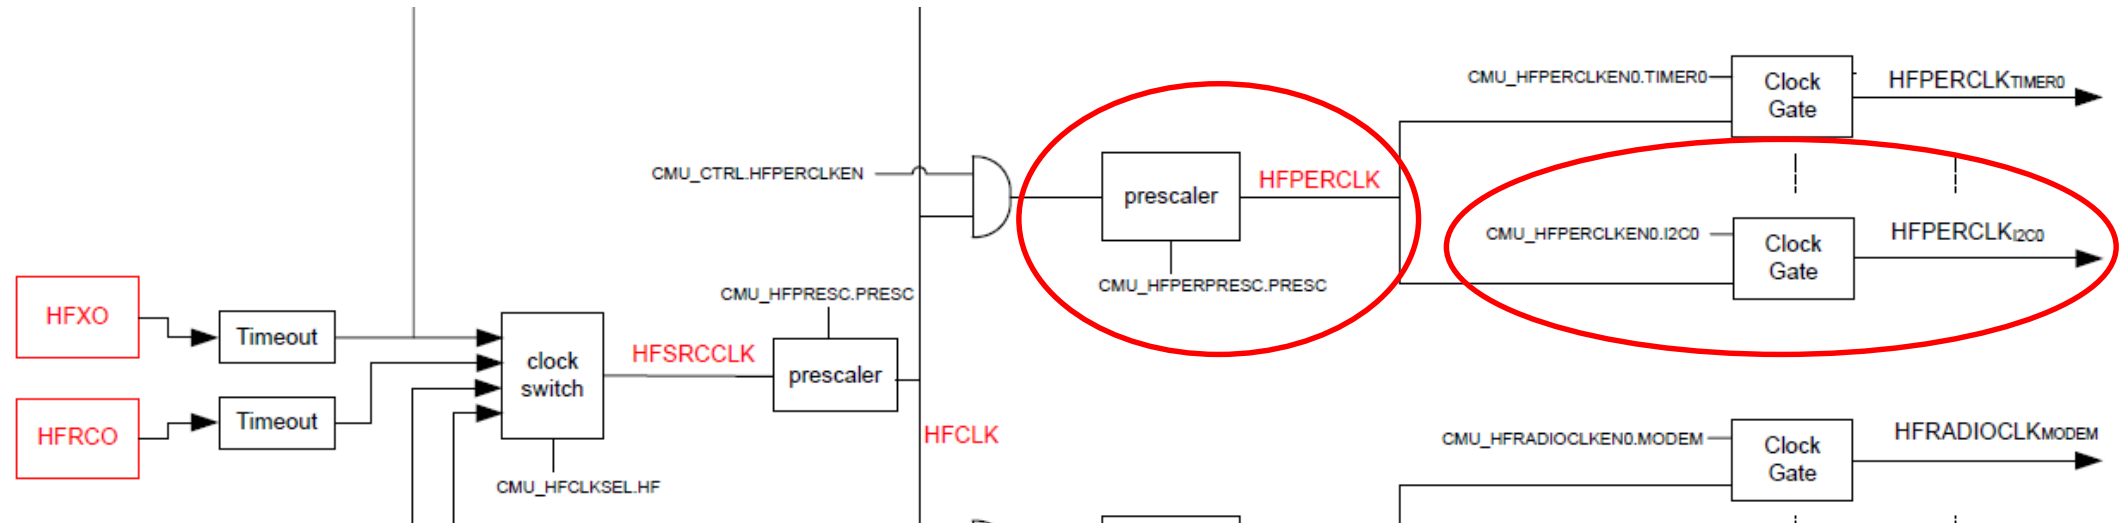 CMU_HFPERCLKEN0.TIMER0
Clock
Gate
HFPERCLKTIMER0
CMU_CTRL.HFPERCLKEN
prescaler
HFPERCLK
CMU_HFPERPRESC.PRESC
CMU_HFPERCLKEN0.I2C0
Clock
Gate
HFPERCLKI2C0
HFXO
Timeout
CMU_HFPRESC.PRESC
clock
switch
HFSRCCLK
prescaler
HFRCO
Timeout
HFCLK
CMU_HFCLKSEL.HF
CMU_HFRADIOCLKEN0.MODEM
Clock
Gate
HFRADIOCLKMODEM